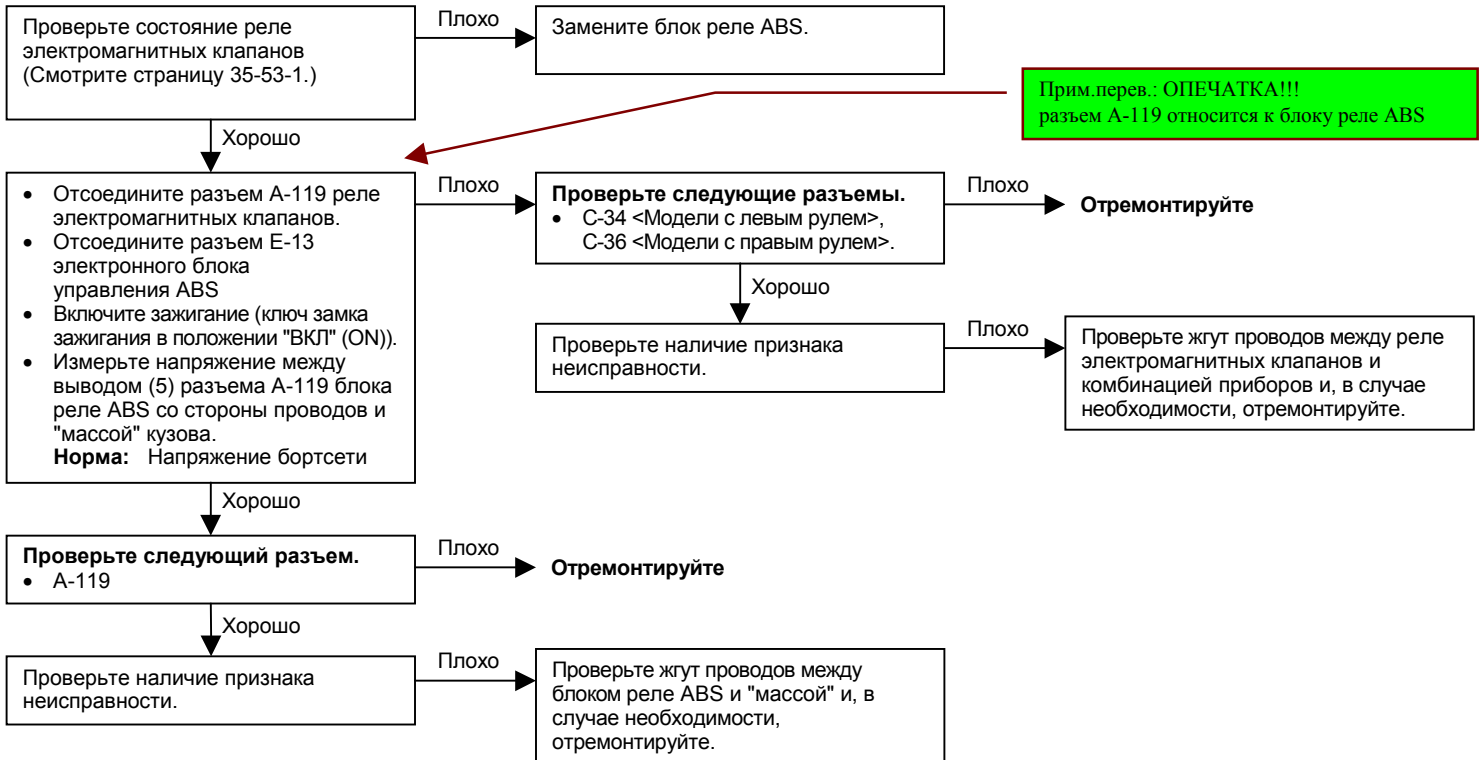 Проверьте состояние реле
электромагнитных клапанов
(Смотрите страницу 35-53-1.)
Плохо
Замените блок реле ABS.
Прим.перев.: ОПЕЧАТКА!!!
разъем А-119 относится к блоку реле ABS
Хорошо
• Отсоедините разъем А-119 реле
электромагнитных клапанов.
• Отсоедините разъем Е-13
электронного блока
управления ABS
• Включите зажигание (ключ замка
зажигания в положении "ВКЛ" (ON)).
• Измерьте напряжение между
выводом (5) разъема А-119 блока
реле ABS со стороны проводов и
"массой" кузова.
Норма: Напряжение бортсети
Плохо
Проверьте следующие разъемы.
• С-34 <Модели с левым рулем>,
С-36 <Модели с правым рулем>.
Плохо
Отремонтируйте
Хорошо
Проверьте наличие признака
неисправности.
Плохо
Проверьте жгут проводов между реле
электромагнитных клапанов и
комбинацией приборов и, в случае
необходимости, отремонтируйте.
Хорошо
Проверьте следующий разъем.
• А-119
Плохо
Отремонтируйте
Хорошо
Проверьте наличие признака
неисправности.
Плохо
Проверьте жгут проводов между
блоком реле ABS и "массой" и, в
случае необходимости,
отремонтируйте.